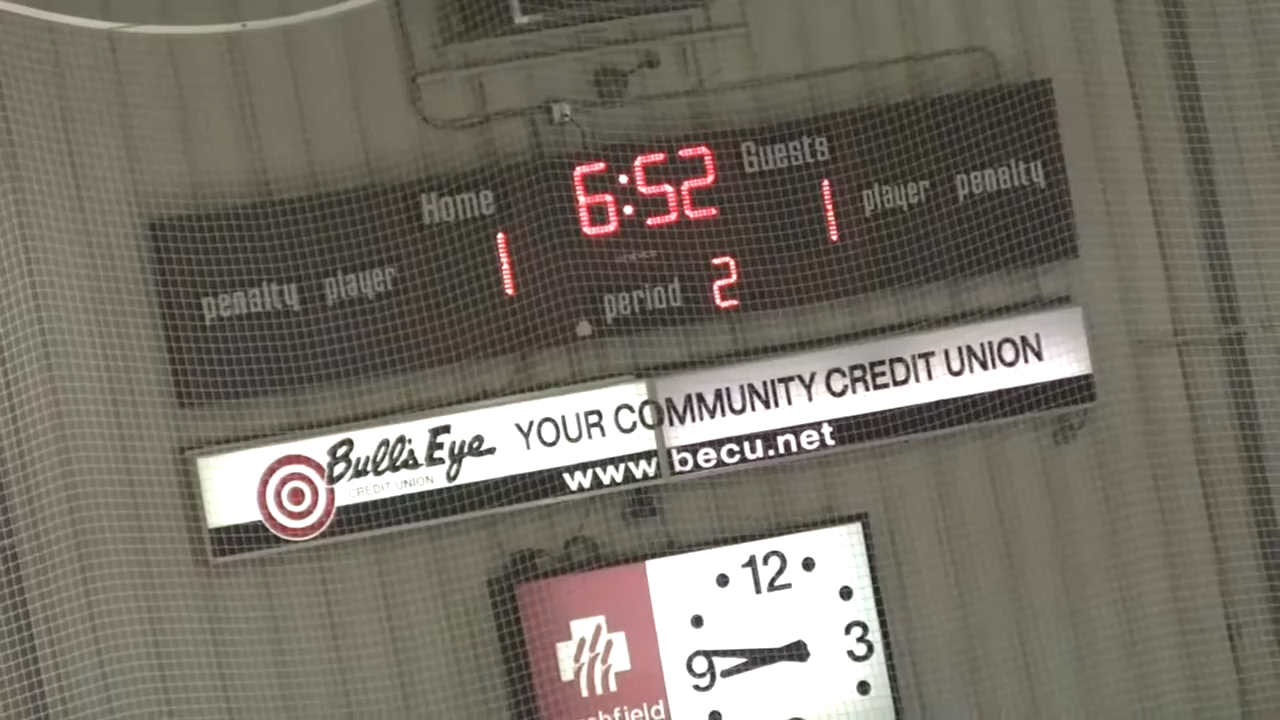 Home
6:52
Guests
1
1
player penalty
penalty player
period 2
Bull's Eye
CREDIT UNION
YOUR COMMUNITY CREDIT UNION
www.becu.net
12
9
3